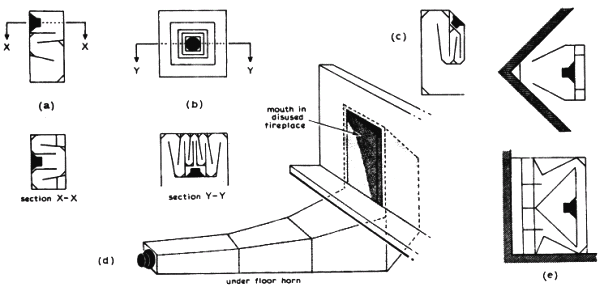 X X
(a)
Y Y
(b)
(c)
mouth in
disused
fireplace
section X-X
section Y-Y
(d)
under floor horn
(e)